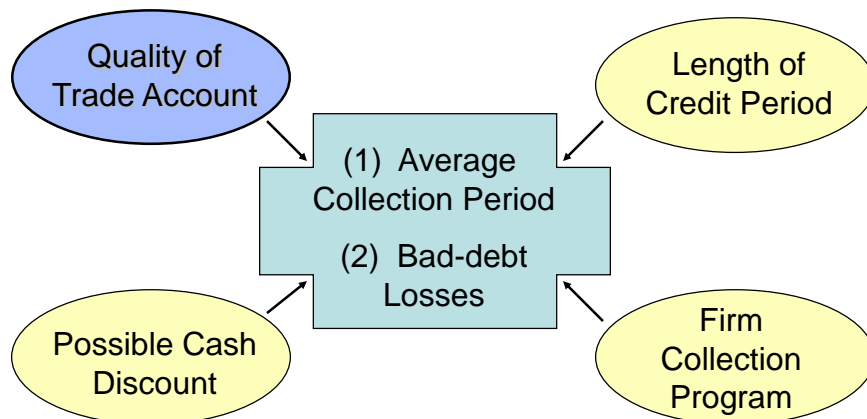 Quality of
Trade Account
Length of
Credit Period
(1) Average
Collection Period
(2) Bad-debt
Losses
Possible Cash
Discount
Firm
Collection
Program